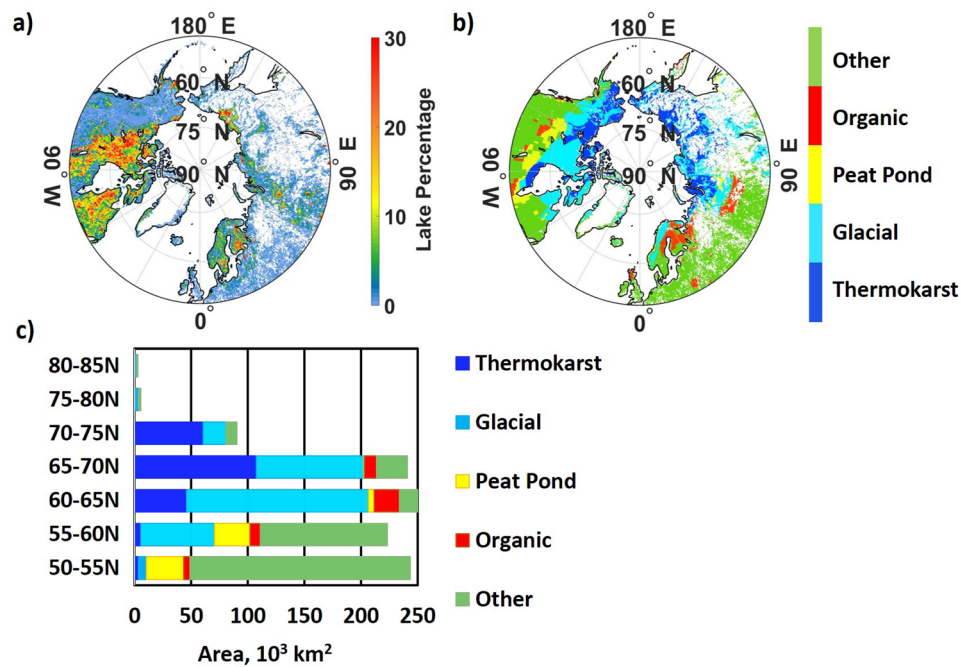 a)
180° E
60° N
75° N
90° N
90° W
90° E
0°
30
20
10
0
Lake Percentage
b)
180° E
60° N
75° N
90° N
90° W
90° E
0°
Other
Organic
Peat Pond
Glacial
Thermokarst
c)
80-85N
75-80N
70-75N
65-70N
60-65N
55-60N
50-55N
0 50 100 150 200 250
Area, 10³ km²
Thermokarst
Glacial
Peat Pond
Organic
Other